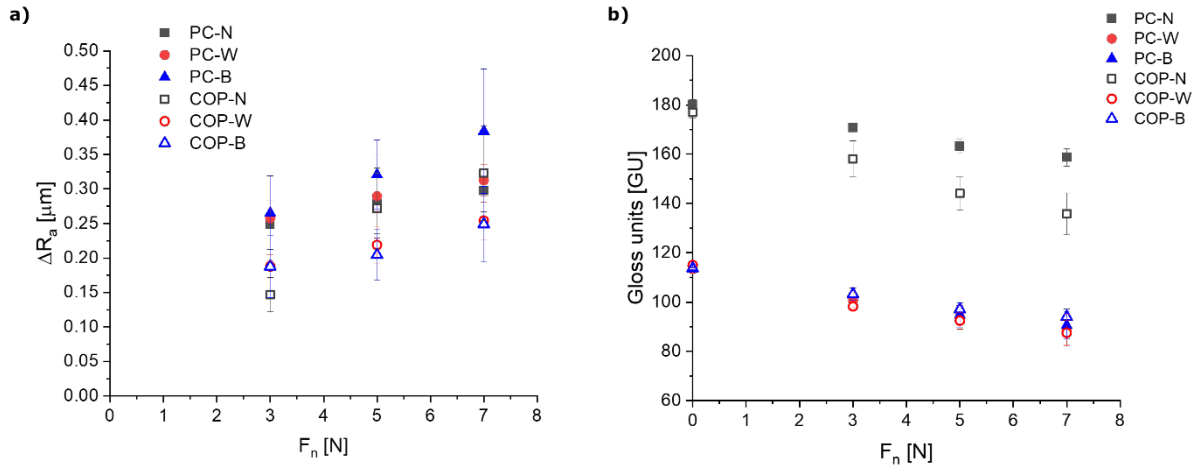 a)
PC-N
PC-W
PC-B
COP-N
COP-W
COP-B
0.50
0.45
0.40
0.35
0.30
0.25
0.20
0.15
0.10
0.05
0.00
ΔRa [μm]
0 1 2 3 4 5 6 7 8
Fn [N]
b)
PC-N
PC-W
PC-B
COP-N
COP-W
COP-B
200
180
160
140
120
100
80
60
Gloss units [GU]
0 1 2 3 4 5 6 7 8
Fn [N]